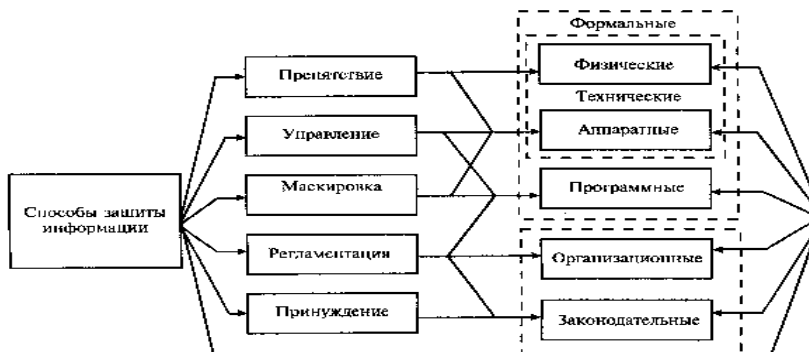 Формальные
Препятствие
Физические
Технические
Управление
Аппаратные
Маскировка
Программные
Способы защиты
информации
Регламентация
Организационные
Принуждение
Законодательные